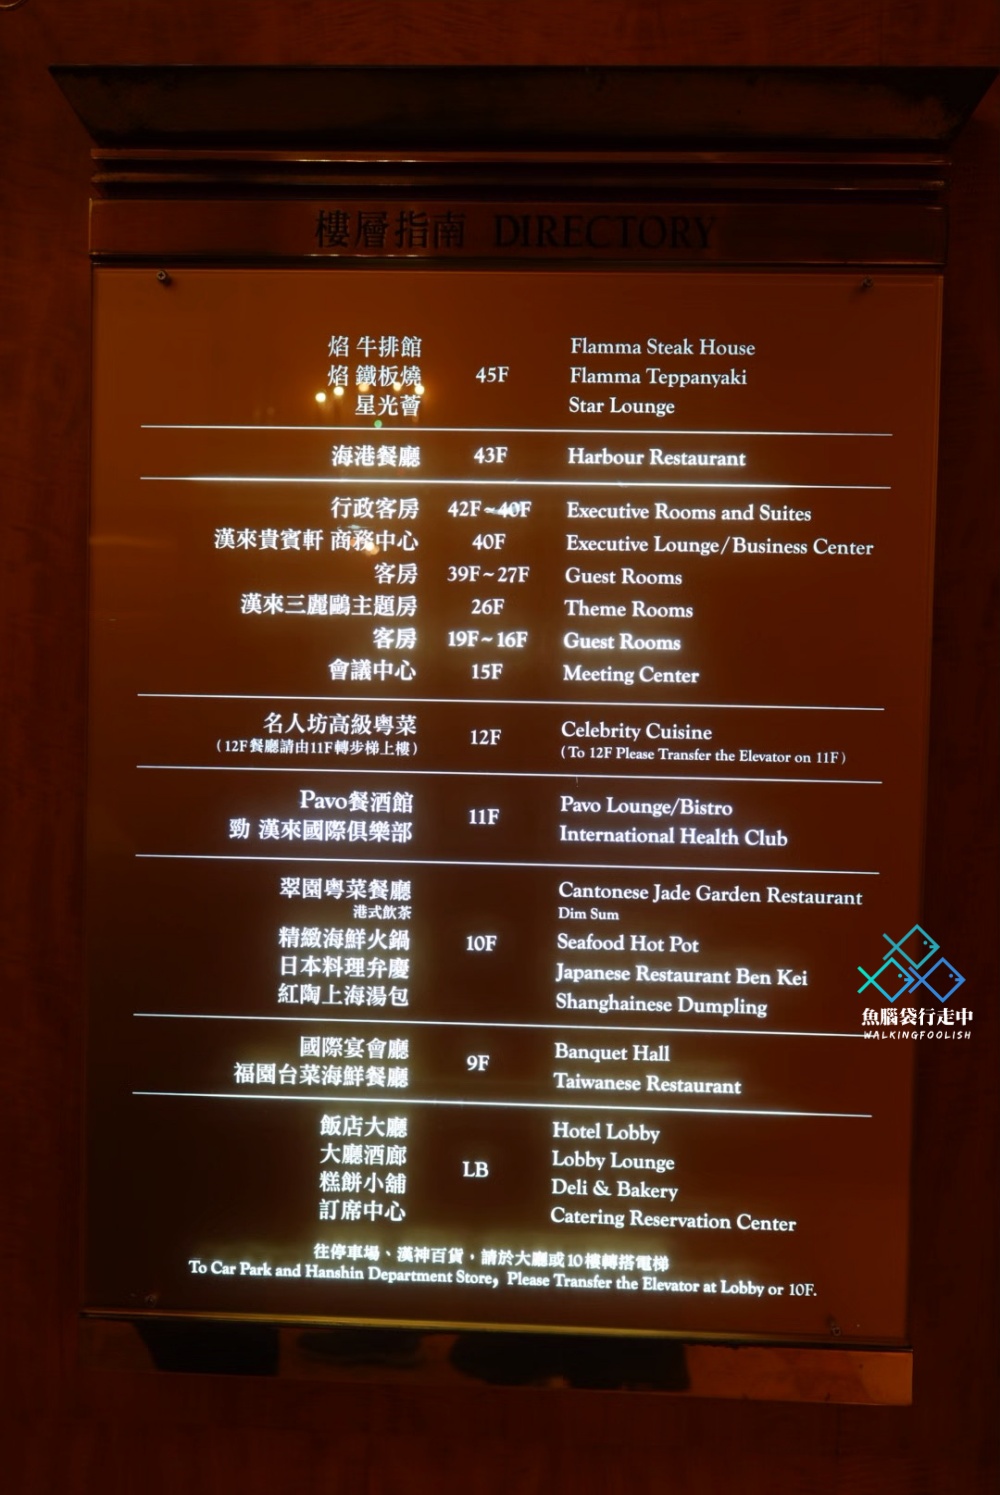 樓層指南 DIRECTORY
焰 牛排館 Flamma Steak House
焰 鐵板燒 45F Flamma Teppanyaki
星光薈 Star Lounge
海港餐廳 43F Harbour Restaurant
行政客房 42F~40F Executive Rooms and Suites
漢來貴賓軒 商務中心 40F Executive Lounge/Business Center
客房 39F~27F Guest Rooms
漢來三麗鷗主題房 26F Theme Rooms
客房 19F~16F Guest Rooms
會議中心 15F Meeting Center
名人坊高級粵菜 12F Celebrity Cuisine
(12F餐廳請由11F轉步梯上樓) (To 12F Please Transfer the Elevator on 11F)
Pavo餐酒館 11F Pavo Lounge/Bistro
勁 漢來國際俱樂部 International Health Club
翠園粵菜餐廳 Cantonese Jade Garden Restaurant
港式飲茶 Dim Sum
精緻海鮮火鍋 10F Seafood Hot Pot
日本料理弁慶 Japanese Restaurant Ben Kei
紅陶上海湯包 Shanghainese Dumpling
國際宴會廳 9F Banquet Hall
福園台菜海鮮餐廳 Taiwanese Restaurant
飯店大廳 Hotel Lobby
大廳酒廊 LB Lobby Lounge
糕餅小舖 Deli & Bakery
訂席中心 Catering Reservation Center
往停車場、漢神百貨，請於大廳或10樓轉搭電梯
To Car Park and Hanshin Department Store, Please Transfer the Elevator at Lobby or 10F.
魚腦袋行走中
WALKINGFOOLISH